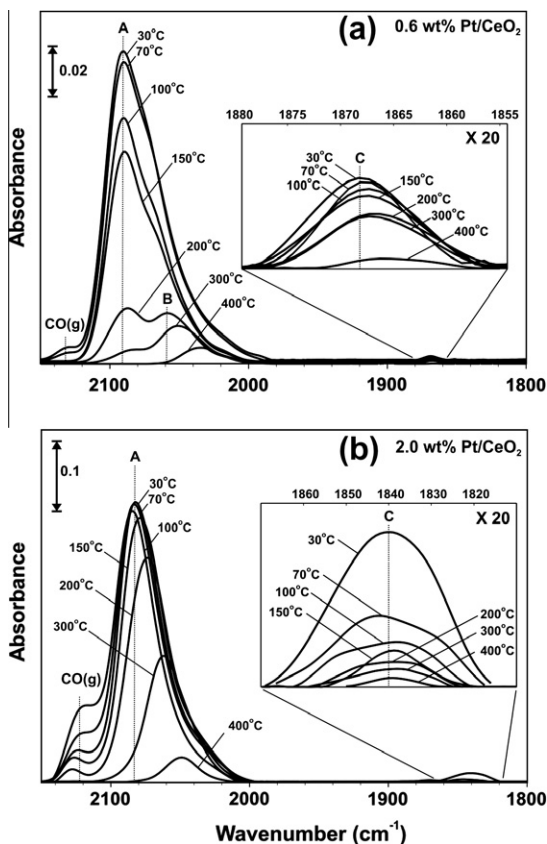 (a)
0.6 wt% Pt/CeO₂
A
30°C
70°C
0.02
100°C
150°C
200°C
B
300°C
400°C
CO(g)
1880 1875 1870 1865 1860 1855
X 20
30°C
C
70°C
100°C
150°C
200°C
300°C
400°C
Absorbance
2100 2000 1900 1800
(b)
2.0 wt% Pt/CeO₂
0.1
A
30°C
70°C
100°C
150°C
200°C
300°C
CO(g)
400°C
1860 1850 1840 1830 1820
X 20
C
30°C
70°C
100°C
150°C
200°C
300°C
400°C
Absorbance
2100 2000 1900 1800
Wavenumber (cm⁻¹)